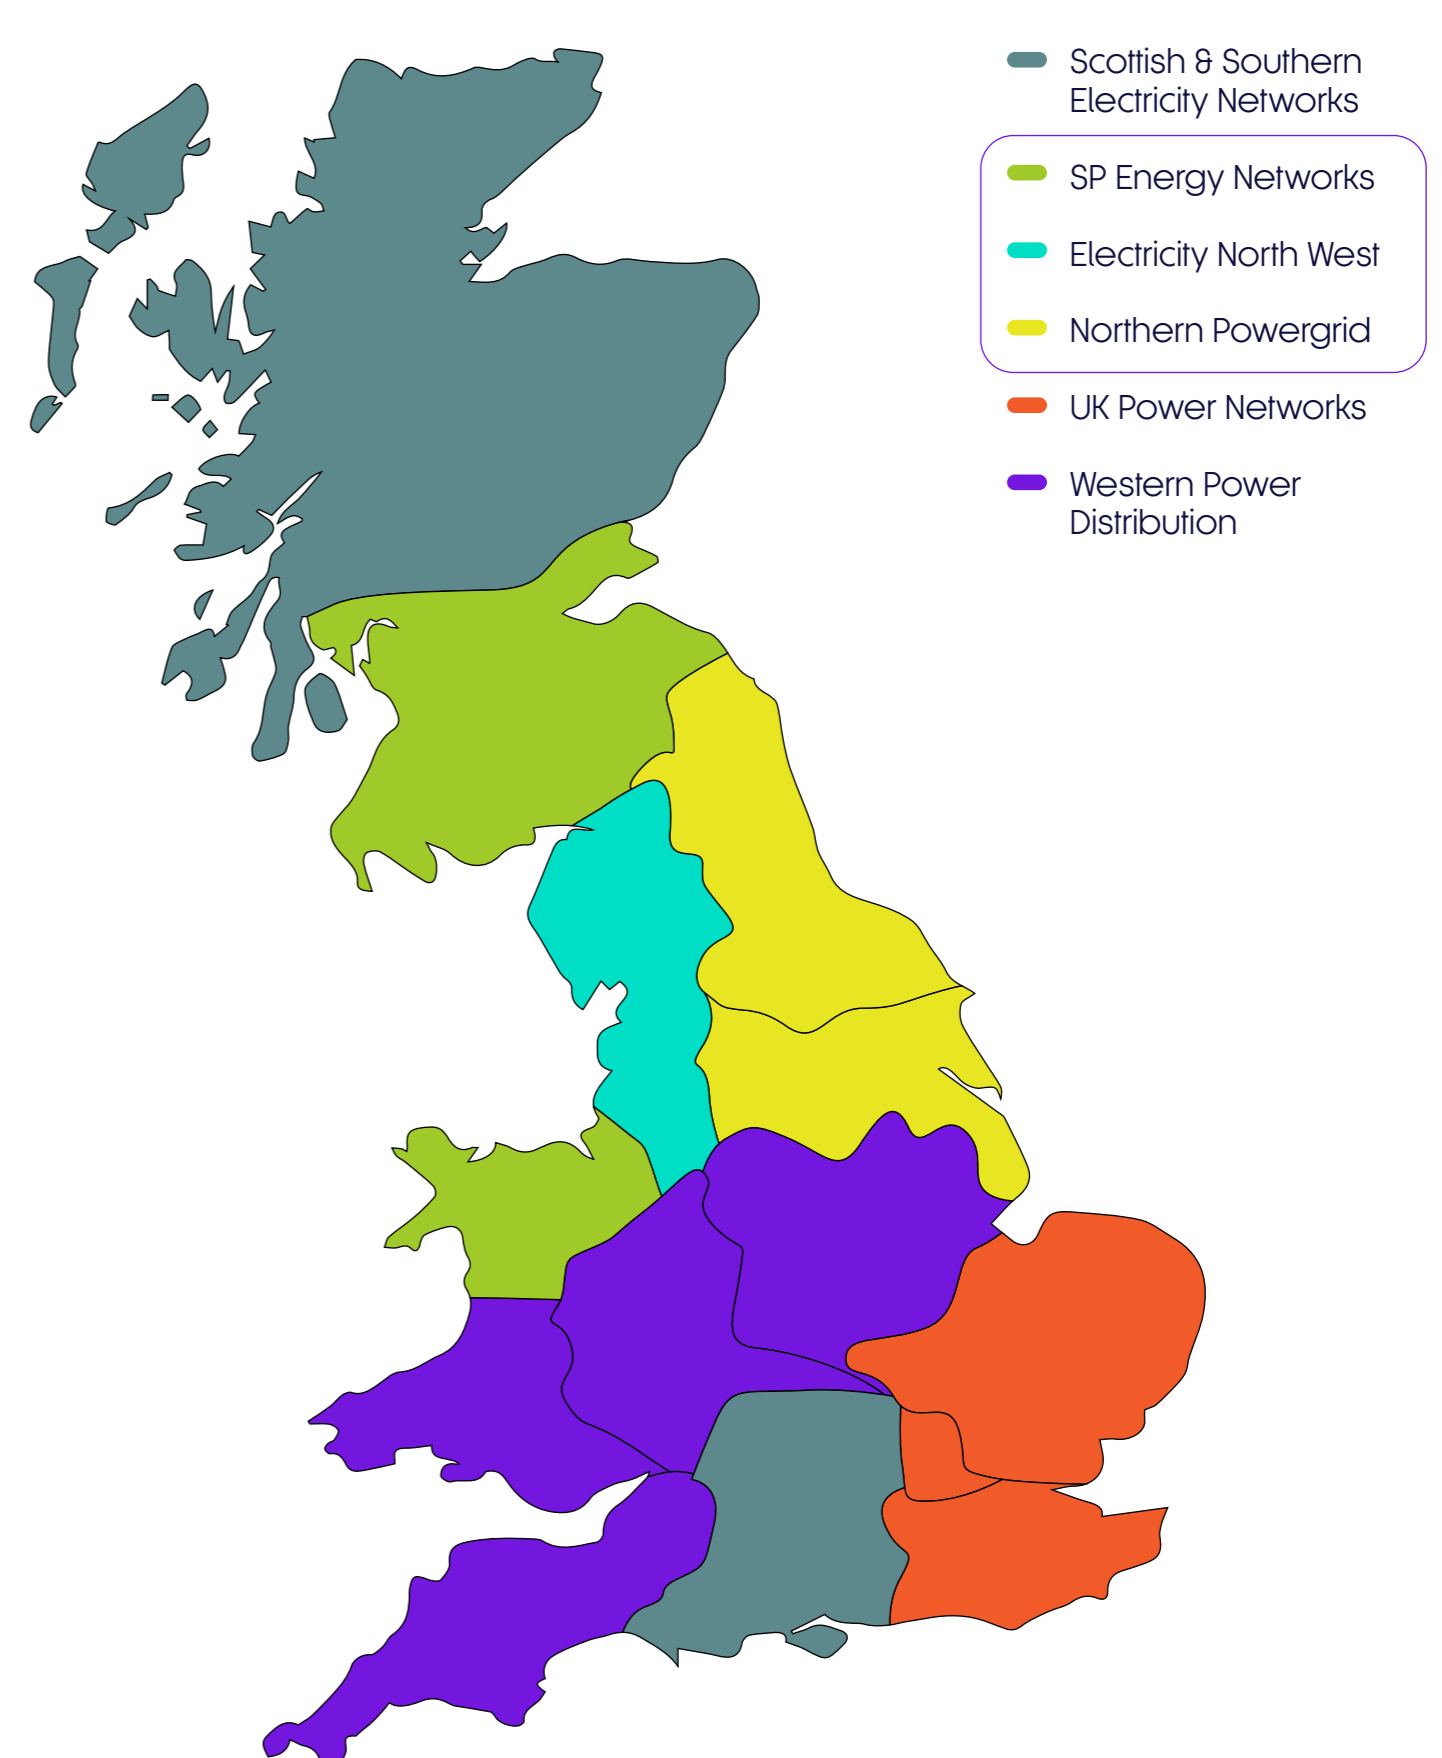 Scottish & Southern
Electricity Networks
SP Energy Networks
Electricity North West
Northern Powergrid
UK Power Networks
Western Power
Distribution